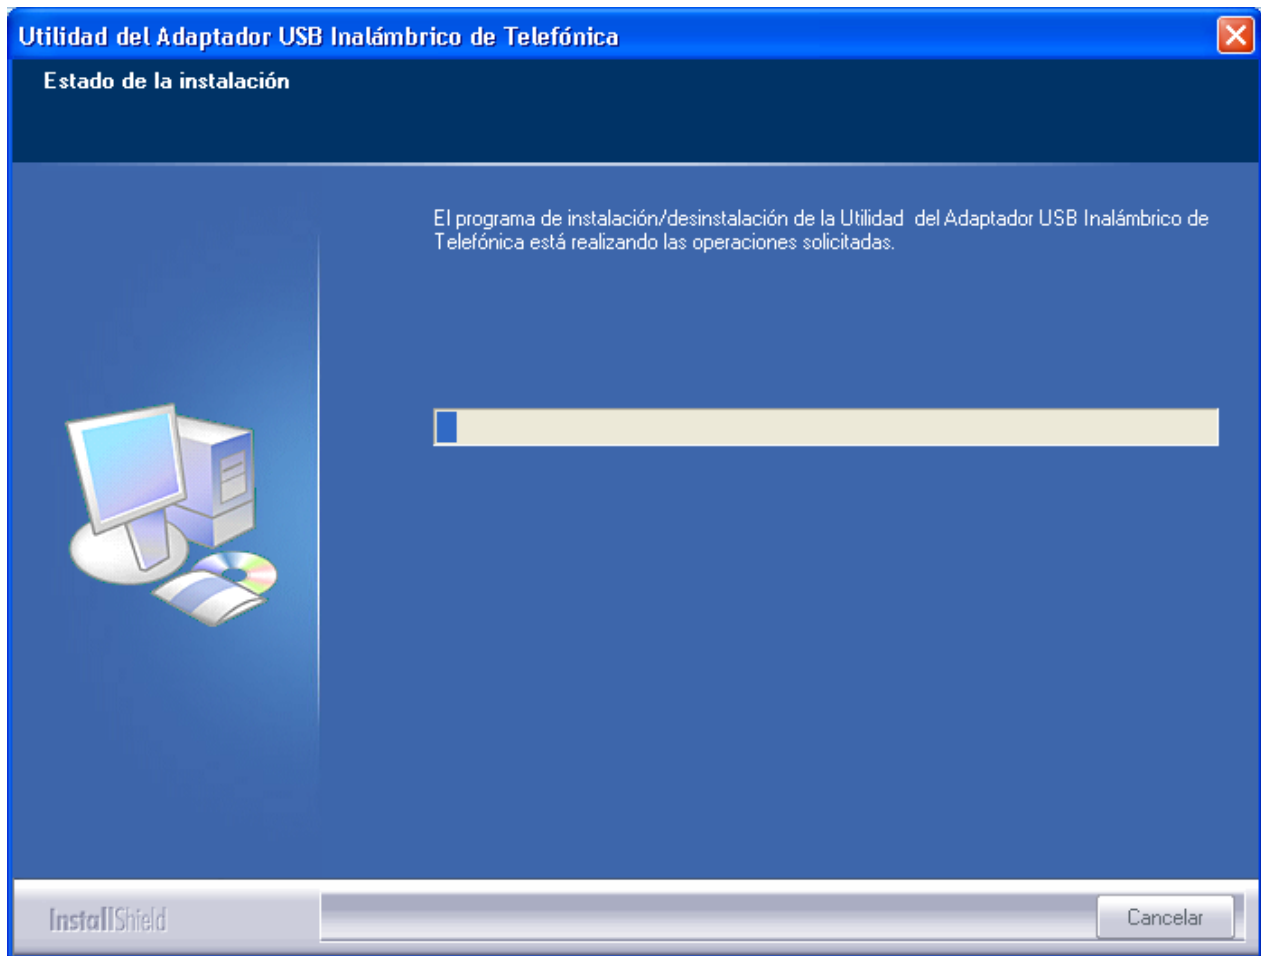 Utilidad del Adaptador USB Inalámbrico de Telefónica
Estado de la instalación
El programa de instalación/desinstalación de la Utilidad  del Adaptador USB Inalámbrico de
Telefónica está realizando las operaciones solicitadas.
InstallShield
Cancelar